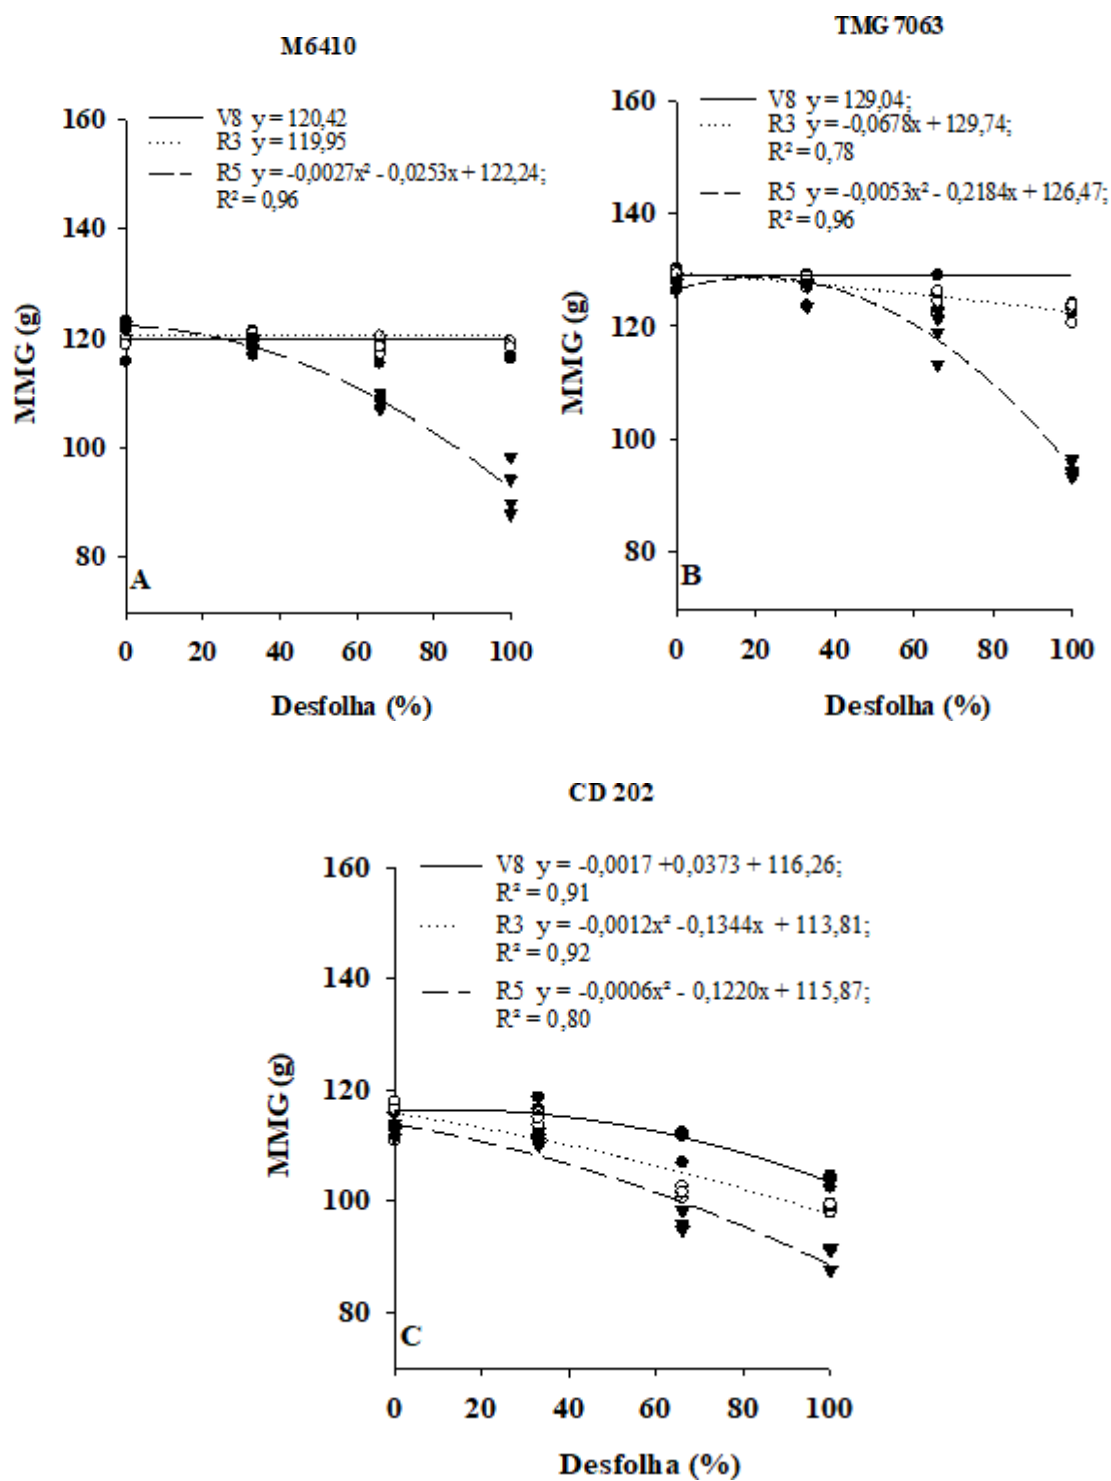 M6410
160
140
120
100
80
MMG (g)
V8 y = 120,42
R3 y = 119,95
R5 y = -0,0027x² - 0,0253x + 122,24;
R² = 0,96
A
0 20 40 60 80 100
Desfolha (%)
TMG 7063
160
140
120
100
80
MMG (g)
V8 y = 129,04;
R3 y = -0,0678x + 129,74;
R² = 0,78
R5 y = -0,0053x² - 0,2184x + 126,47;
R² = 0,96
B
0 20 40 60 80 100
Desfolha (%)
CD 202
160
140
120
100
80
MMG (g)
V8 y = -0,0017 +0,0373 + 116,26;
R² = 0,91
R3 y = -0,0012x² -0,1344x + 113,81;
R² = 0,92
R5 y = -0,0006x² - 0,1220x + 115,87;
R² = 0,80
C
0 20 40 60 80 100
Desfolha (%)